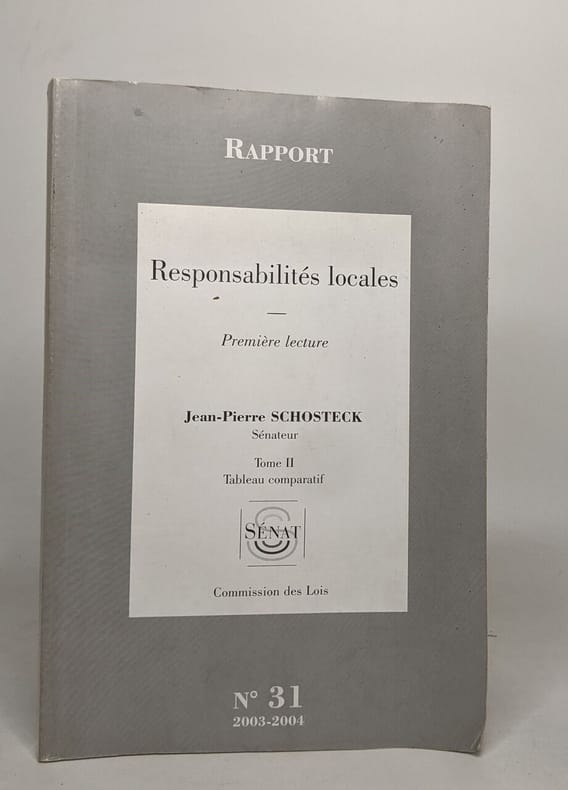 RAPPORT
Responsabilités locales
—
Première lecture
Jean-Pierre SCHOSTECK
Sénateur
Tome II
Tableau comparatif
SÉNAT
Commission des Lois
N° 31
2003-2004